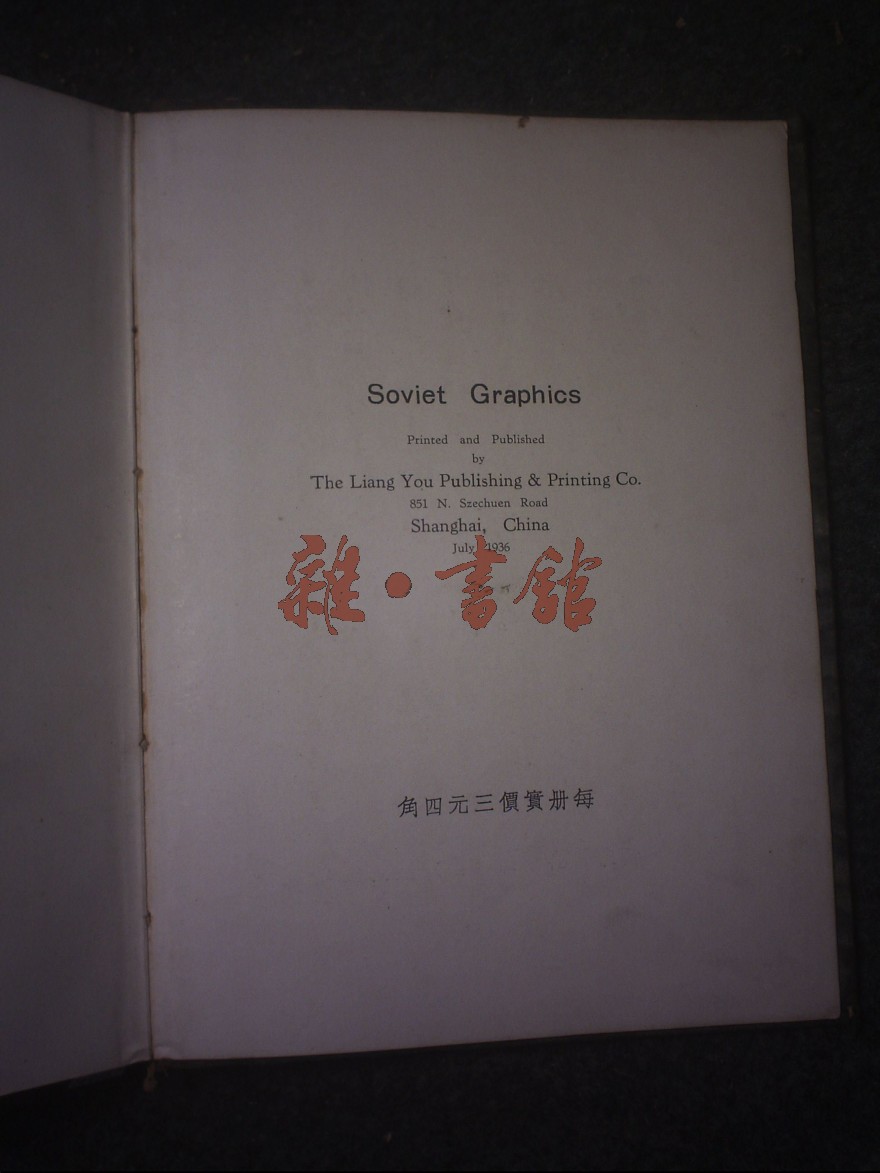 Soviet Graphics
Printed and Published
by
The Liang You Publishing & Printing Co.
851 N. Szechuen Road
Shanghai, China
July, 1936
雜·書館
每册實價三元四角